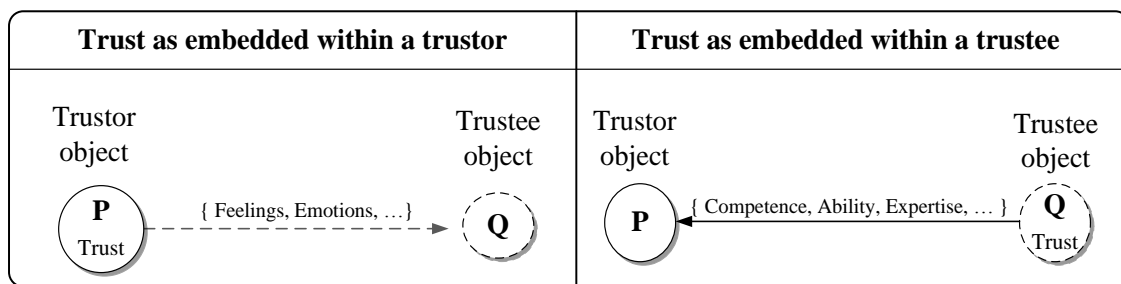 Trust as embedded within a trustor
Trustor
object
Trustee
object
P
Trust
{ Feelings, Emotions, …}
Q
Trust as embedded within a trustee
Trustor
object
Trustee
object
P
{ Competence, Ability, Expertise, … }
Q
Trust